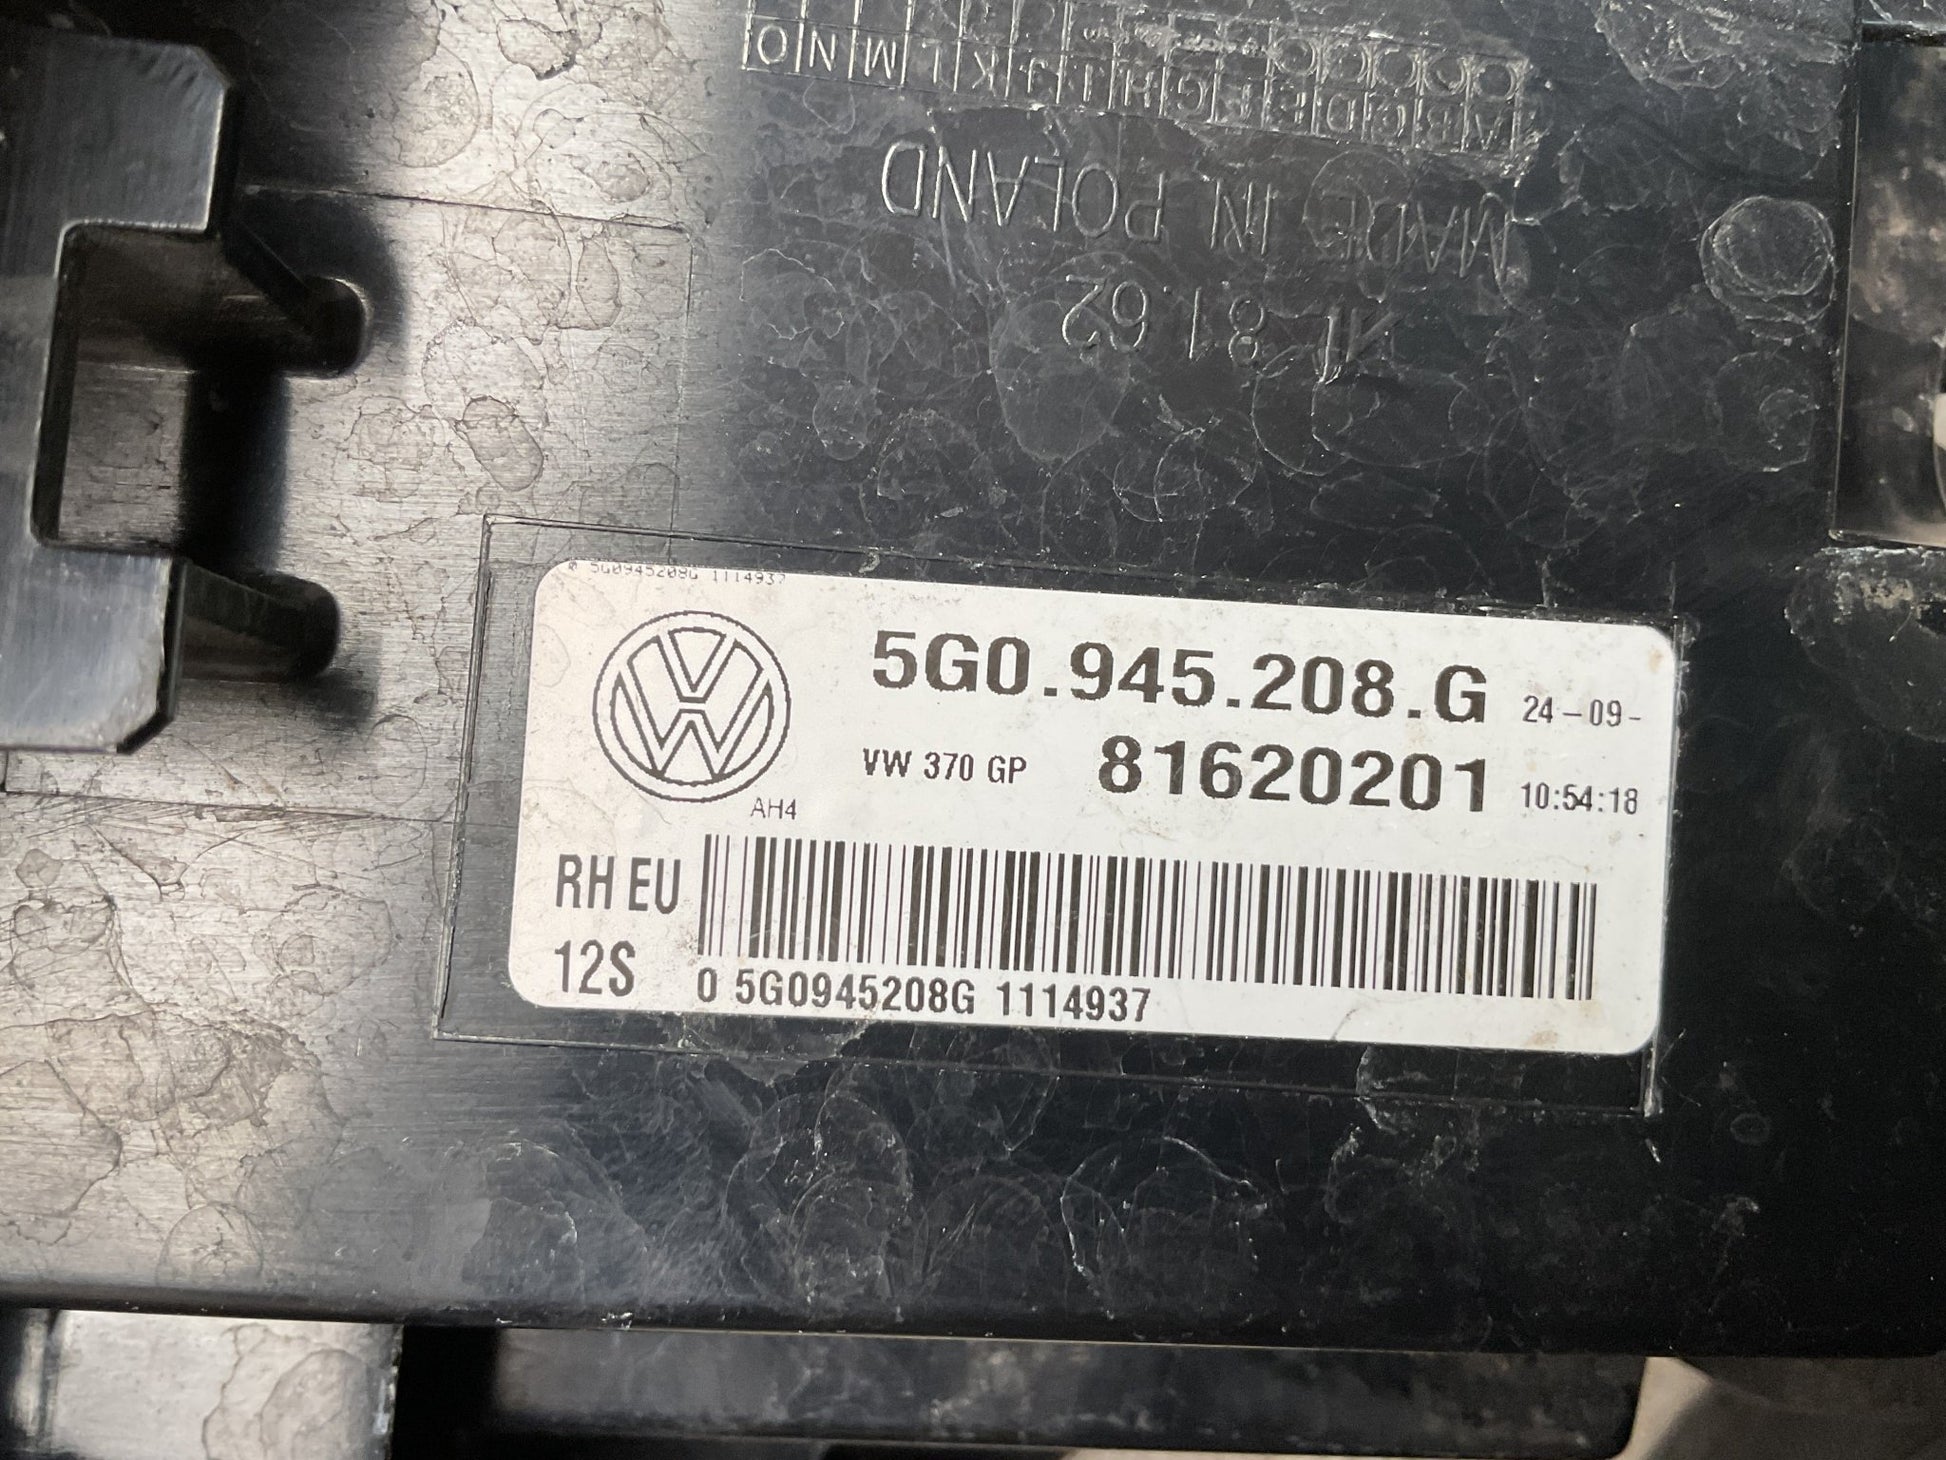 O N M L K J I H G F E D C B A
MADE IN POLAND
81.62
0 5G0945208G 1114937
5G0.945.208.G 24-09-
VW 370 GP 81620201 10:54:18
AH4
RH EU
12S 0 5G0945208G 1114937